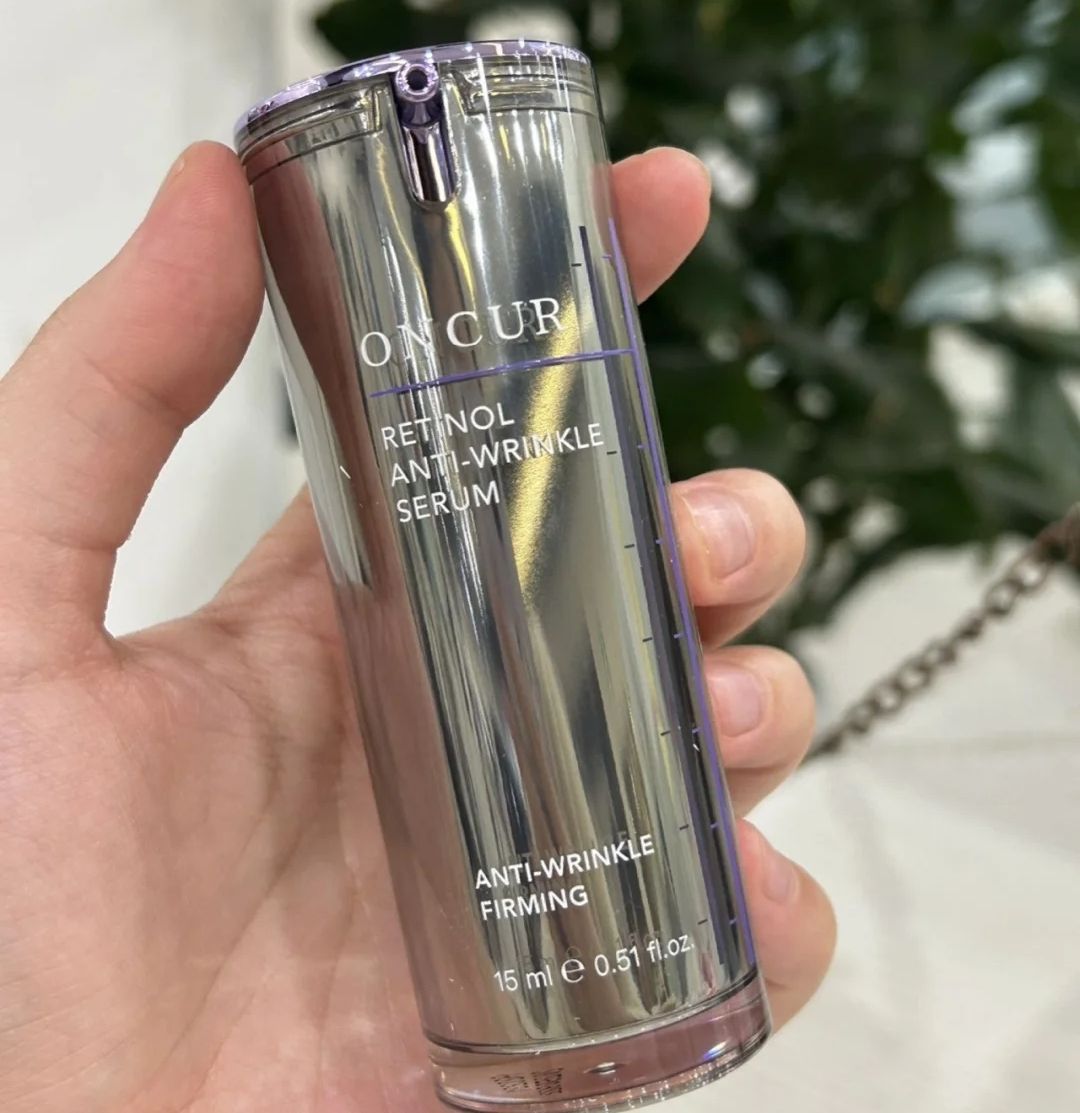 ONCUR
RETINOL
ANTI-WRINKLE
SERUM
ANTI-WRINKLE
FIRMING
15 ml ℮ 0.51 fl.oz.